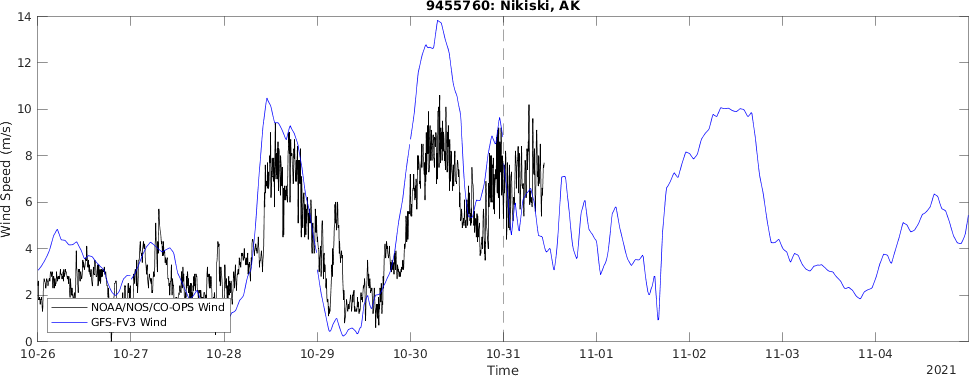 9455760: Nikiski, AK
14
12
10
8
6
4
2
0
Wind Speed (m/s)
NOAA/NOS/CO-OPS Wind
GFS-FV3 Wind
10-26 10-27 10-28 10-29 10-30 10-31 11-01 11-02 11-03 11-04
Time
2021